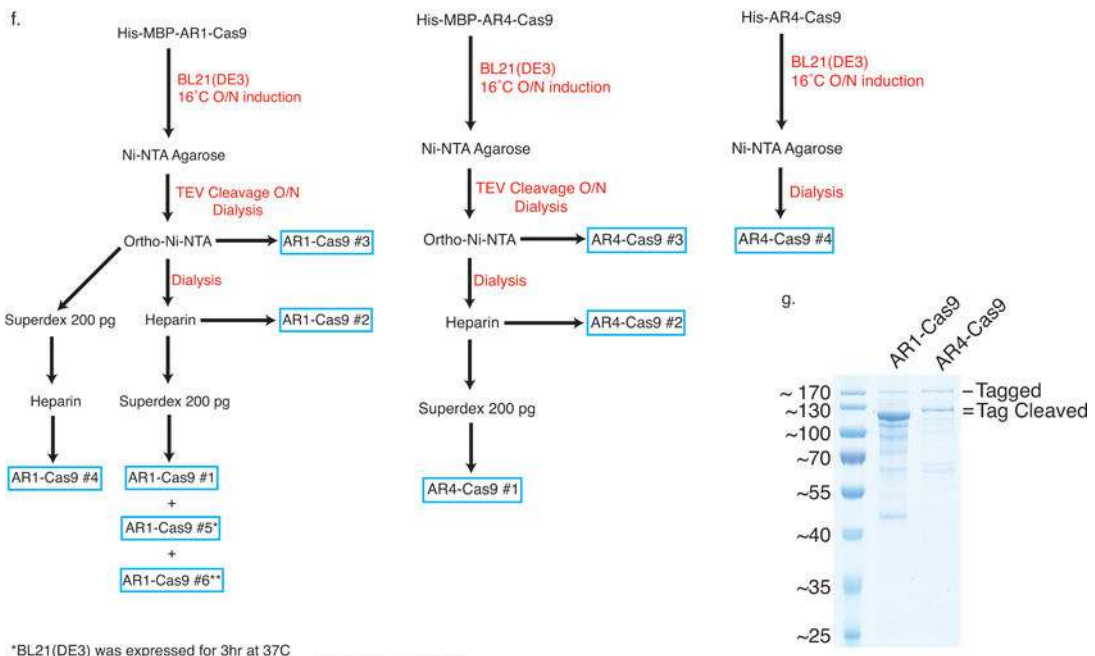 f.
His-MBP-AR1-Cas9
BL21(DE3)
16°C O/N induction
Ni-NTA Agarose
TEV Cleavage O/N
Dialysis
Ortho-Ni-NTA
AR1-Cas9 #3
Dialysis
Superdex 200 pg
Heparin
AR1-Cas9 #2
Heparin
Superdex 200 pg
AR1-Cas9 #4
AR1-Cas9 #1
+
AR1-Cas9 #5*
+
AR1-Cas9 #6**
*BL21(DE3) was expressed for 3hr at 37C
His-MBP-AR4-Cas9
BL21(DE3)
16°C O/N induction
Ni-NTA Agarose
TEV Cleavage O/N
Dialysis
Ortho-Ni-NTA
AR4-Cas9 #3
Dialysis
Heparin
AR4-Cas9 #2
Superdex 200 pg
AR4-Cas9 #1
His-AR4-Cas9
BL21(DE3)
16°C O/N induction
Ni-NTA Agarose
Dialysis
AR4-Cas9 #4
g.
AR1-Cas9
AR4-Cas9
~ 170
~130
~100
~70
~55
~40
~35
~25
– Tagged
= Tag Cleaved